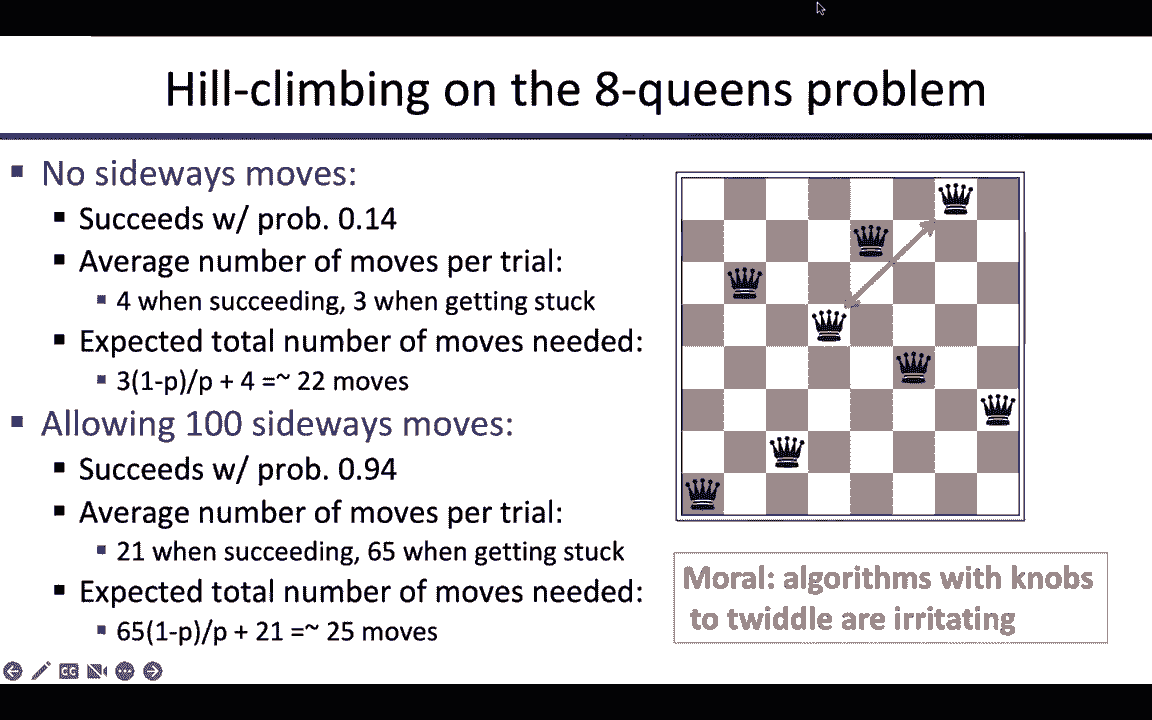 Hill-climbing on the 8-queens problem
▪ No sideways moves:
▪ Succeeds w/ prob. 0.14
▪ Average number of moves per trial:
▪ 4 when succeeding, 3 when getting stuck
▪ Expected total number of moves needed:
▪ 3(1-p)/p + 4 =~ 22 moves
▪ Allowing 100 sideways moves:
▪ Succeeds w/ prob. 0.94
▪ Average number of moves per trial:
▪ 21 when succeeding, 65 when getting stuck
▪ Expected total number of moves needed:
▪ 65(1-p)/p + 21 =~ 25 moves
Moral: algorithms with knobs
to twiddle are irritating
CC